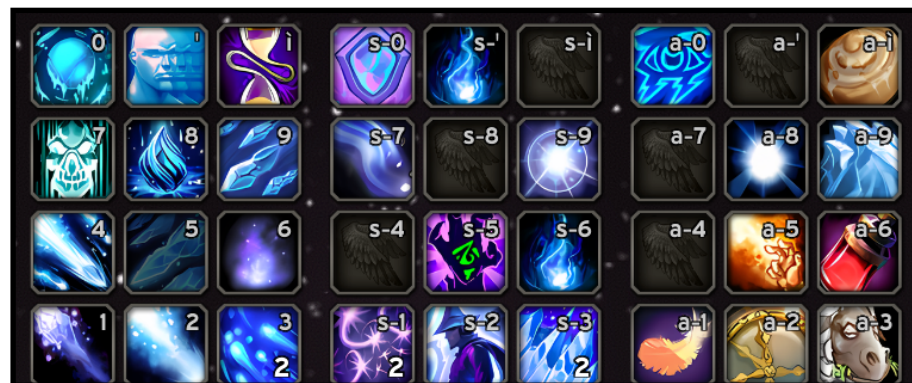 0 ' ì s-0 s-' s-ì a-0 a-' a-ì
7 8 9 s-7 s-8 s-9 a-7 a-8 a-9
4 5 6 s-4 s-5 s-6 a-4 a-5 a-6
1 2 3 s-1 s-2 s-3 a-1 a-2 a-3
2 2 2